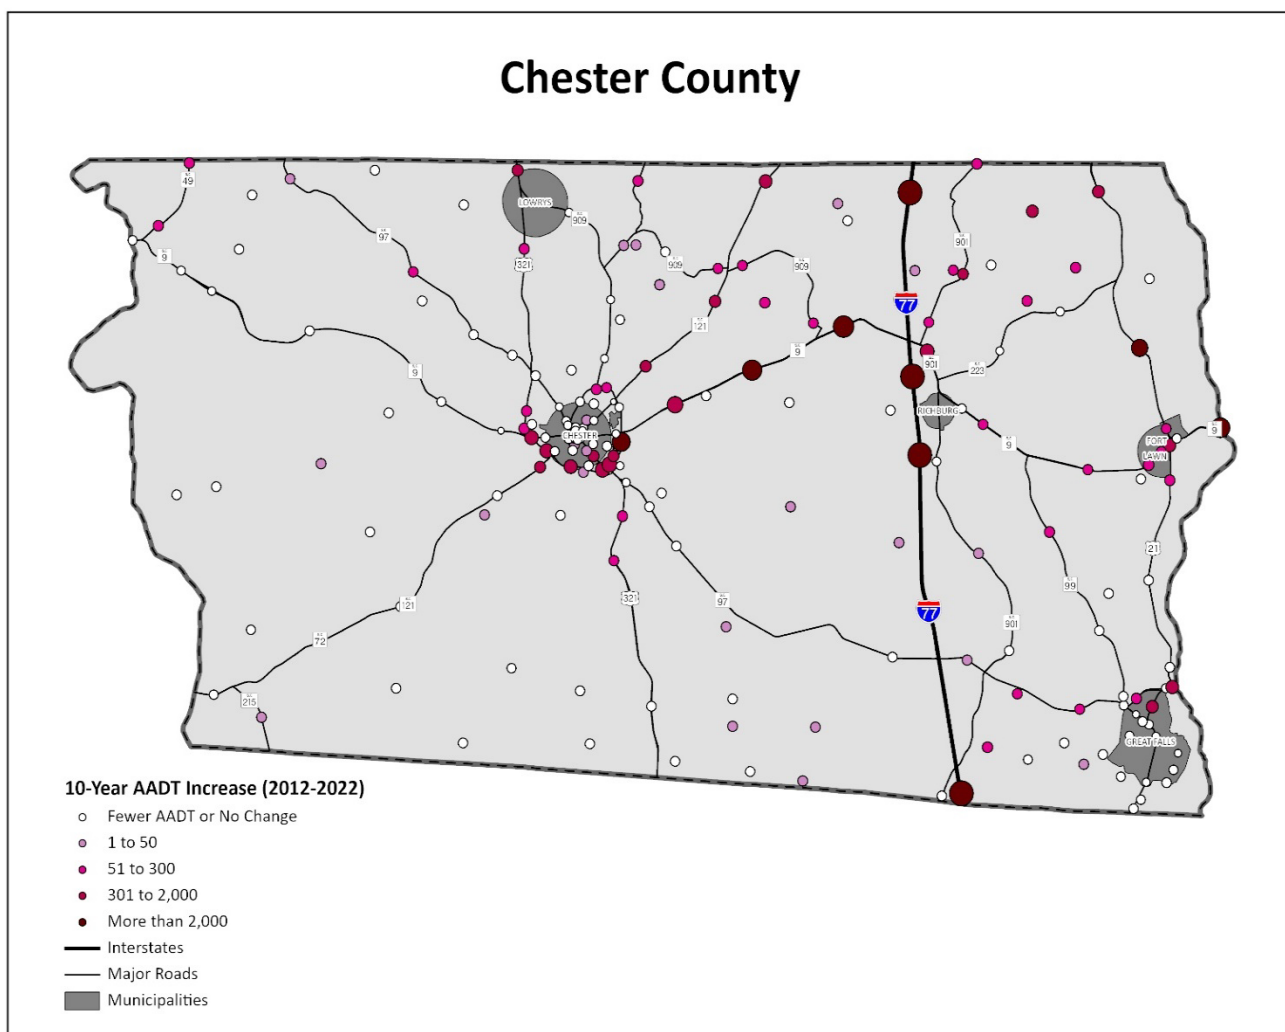 Chester County
49
LOWRYS
909
97
901
9
321
909
909
77
121
9
9
901
223
RICHBURG
CHESTER
9
9
FORT
LAWN
21
99
121
321
97
77
901
72
215
GREAT FALLS
10-Year AADT Increase (2012-2022)
Fewer AADT or No Change
1 to 50
51 to 300
301 to 2,000
More than 2,000
Interstates
Major Roads
Municipalities